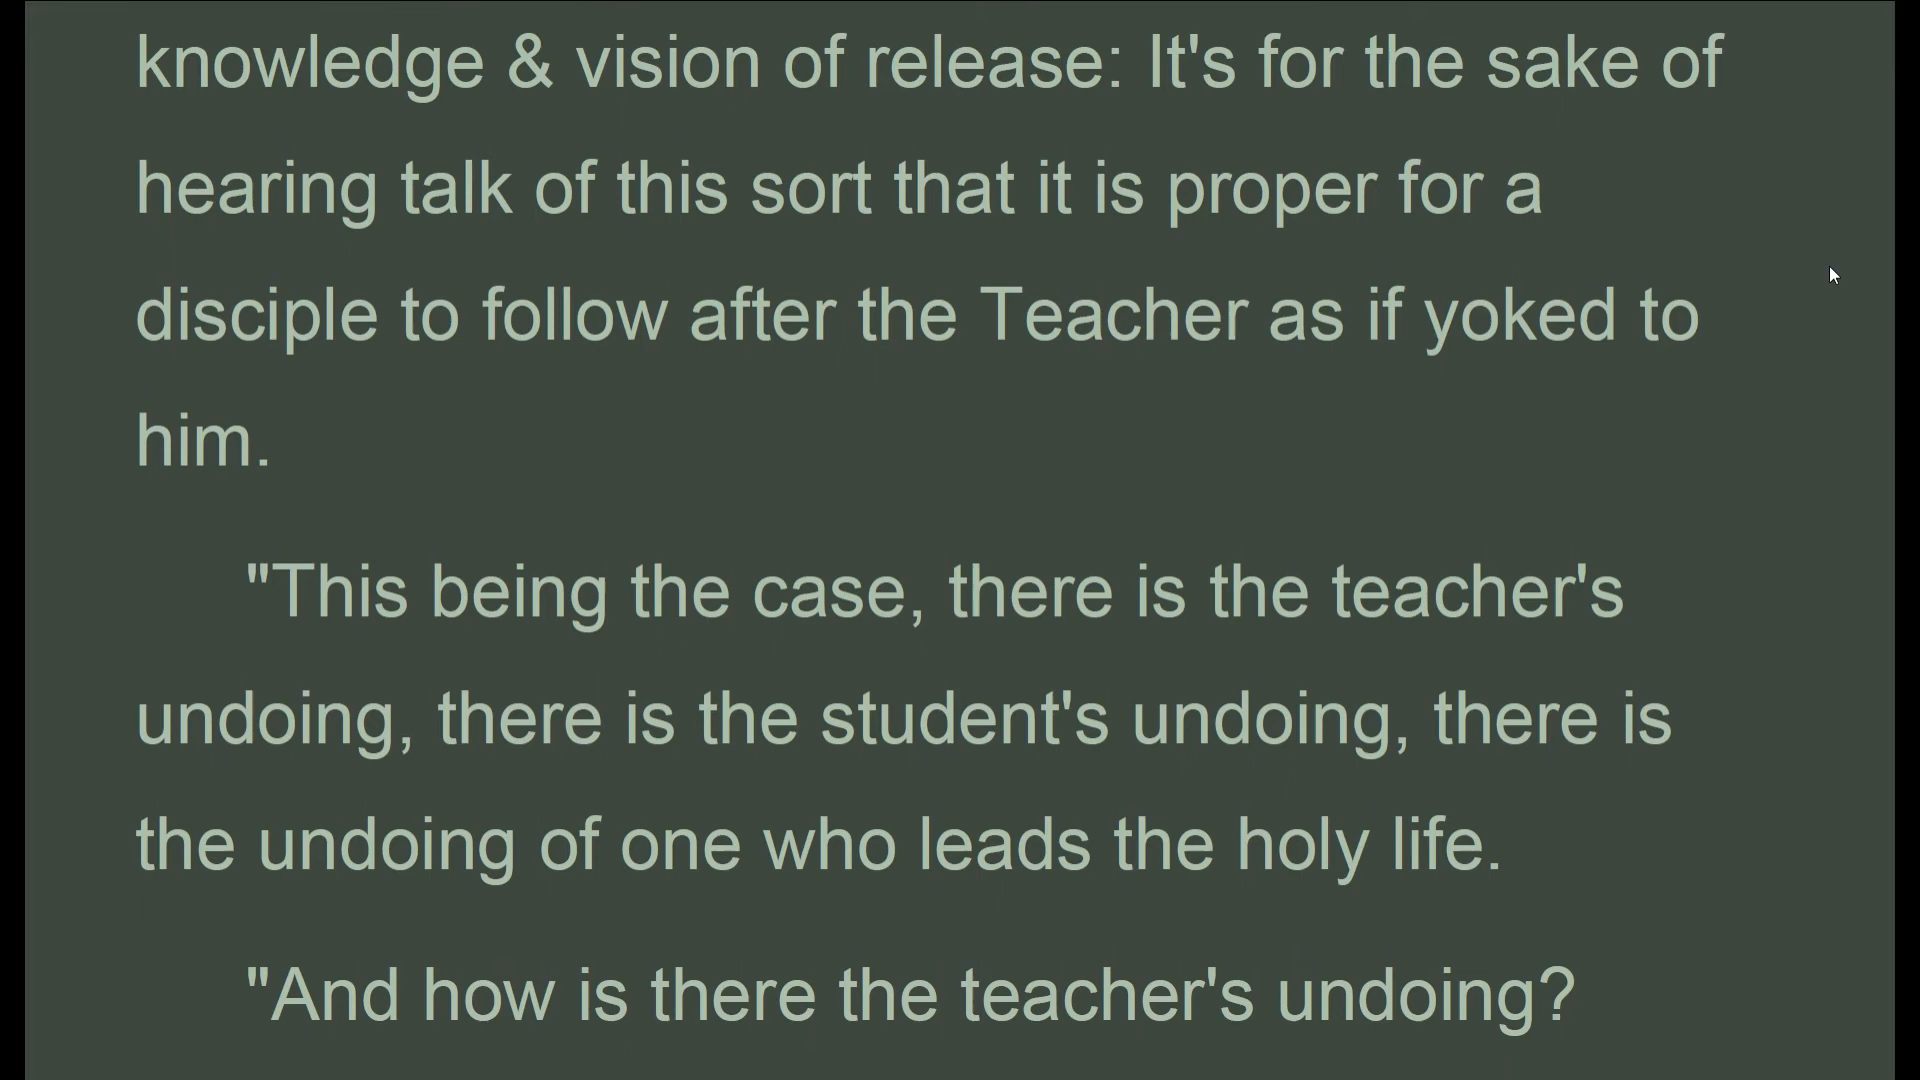 knowledge & vision of release: It's for the sake of
hearing talk of this sort that it is proper for a
disciple to follow after the Teacher as if yoked to
him.
"This being the case, there is the teacher's
undoing, there is the student's undoing, there is
the undoing of one who leads the holy life.
"And how is there the teacher's undoing?